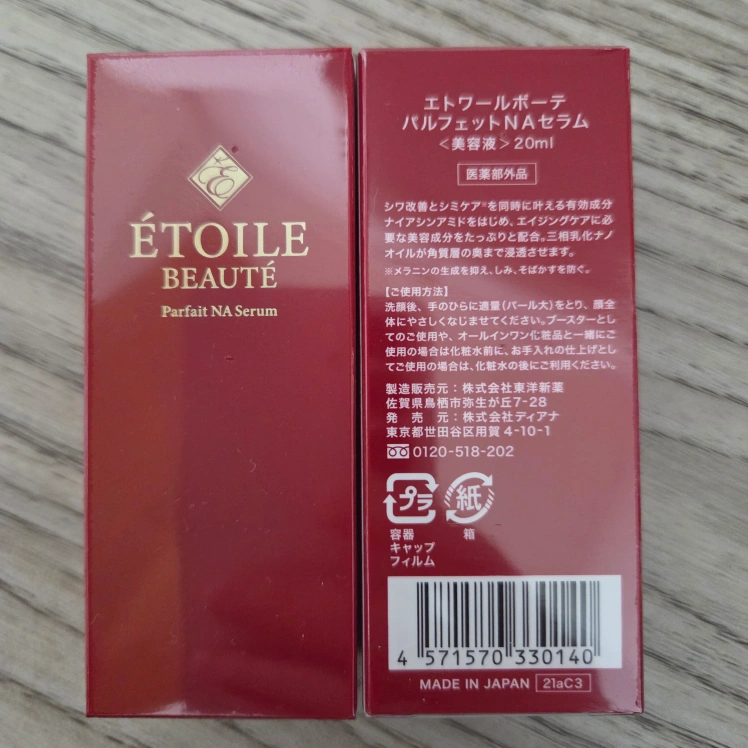 E
ÉTOILE
BEAUTÉ
Parfait NA Serum
エトワールボーテ
パルフェットNAセラム
＜美容液＞20ml
医薬部外品
シワ改善とシミケア※を同時に叶える有効成分
ナイアシンアミドをはじめ、エイジングケアに必
要な美容成分をたっぷりと配合。三相乳化ナノ
オイルが角質層の奥まで浸透させます。
※メラニンの生成を抑え、しみ、そばかすを防ぐ。
【ご使用方法】
洗顔後、手のひらに適量（パール大）をとり、顔全
体にやさしくなじませてください。ブースターとし
てのご使用や、オールインワン化粧品と一緒にご
使用の場合は化粧水前に、お手入れの仕上げとし
てご使用の場合は、化粧水の後にご利用ください。
製造販売元：株式会社東洋新薬
佐賀県鳥栖市弥生が丘7-28
発売元：株式会社ディアナ
東京都世田谷区用賀4-10-1
0120-518-202
プラ 紙
容器 箱
キャップ
フィルム
4 571570 330140
MADE IN JAPAN 21aC3